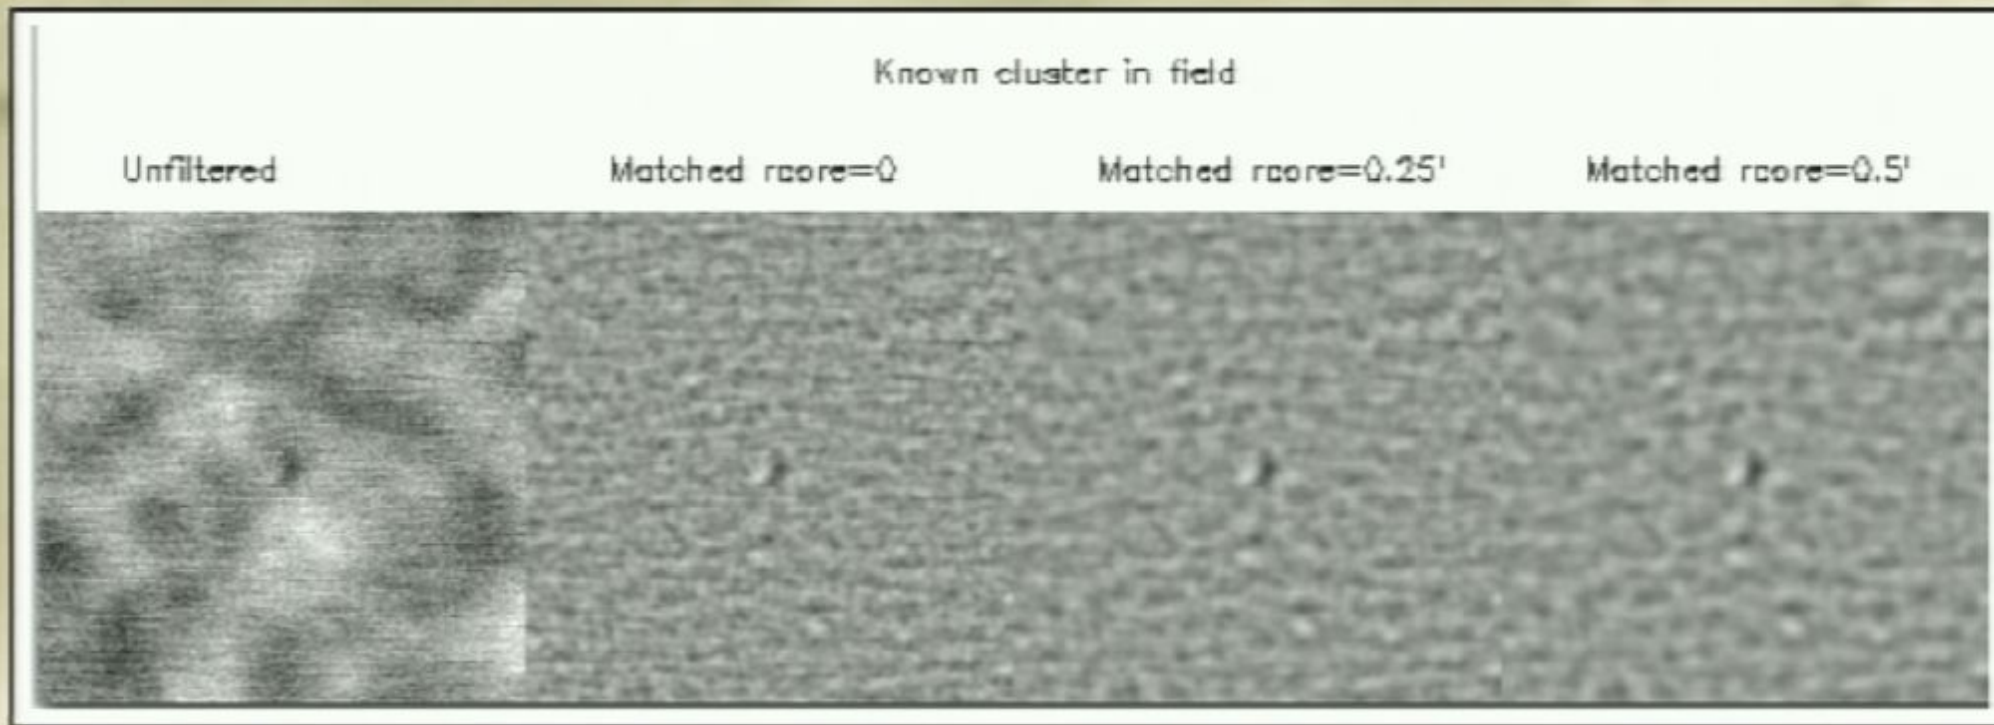 Known cluster in field
Unfiltered Matched rcore=0 Matched rcore=0.25' Matched rcore=0.5'